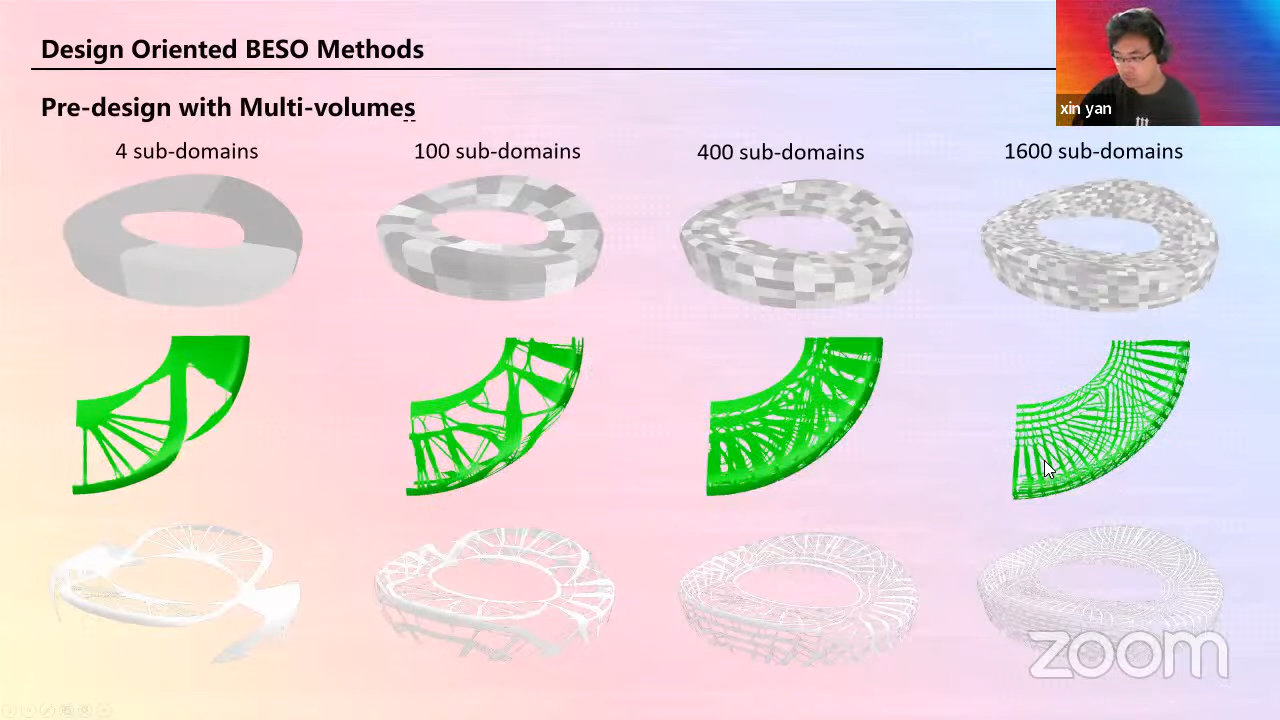 Design Oriented BESO Methods
Pre-design with Multi-volumes
xin yan
4 sub-domains
100 sub-domains
400 sub-domains
1600 sub-domains
zoom